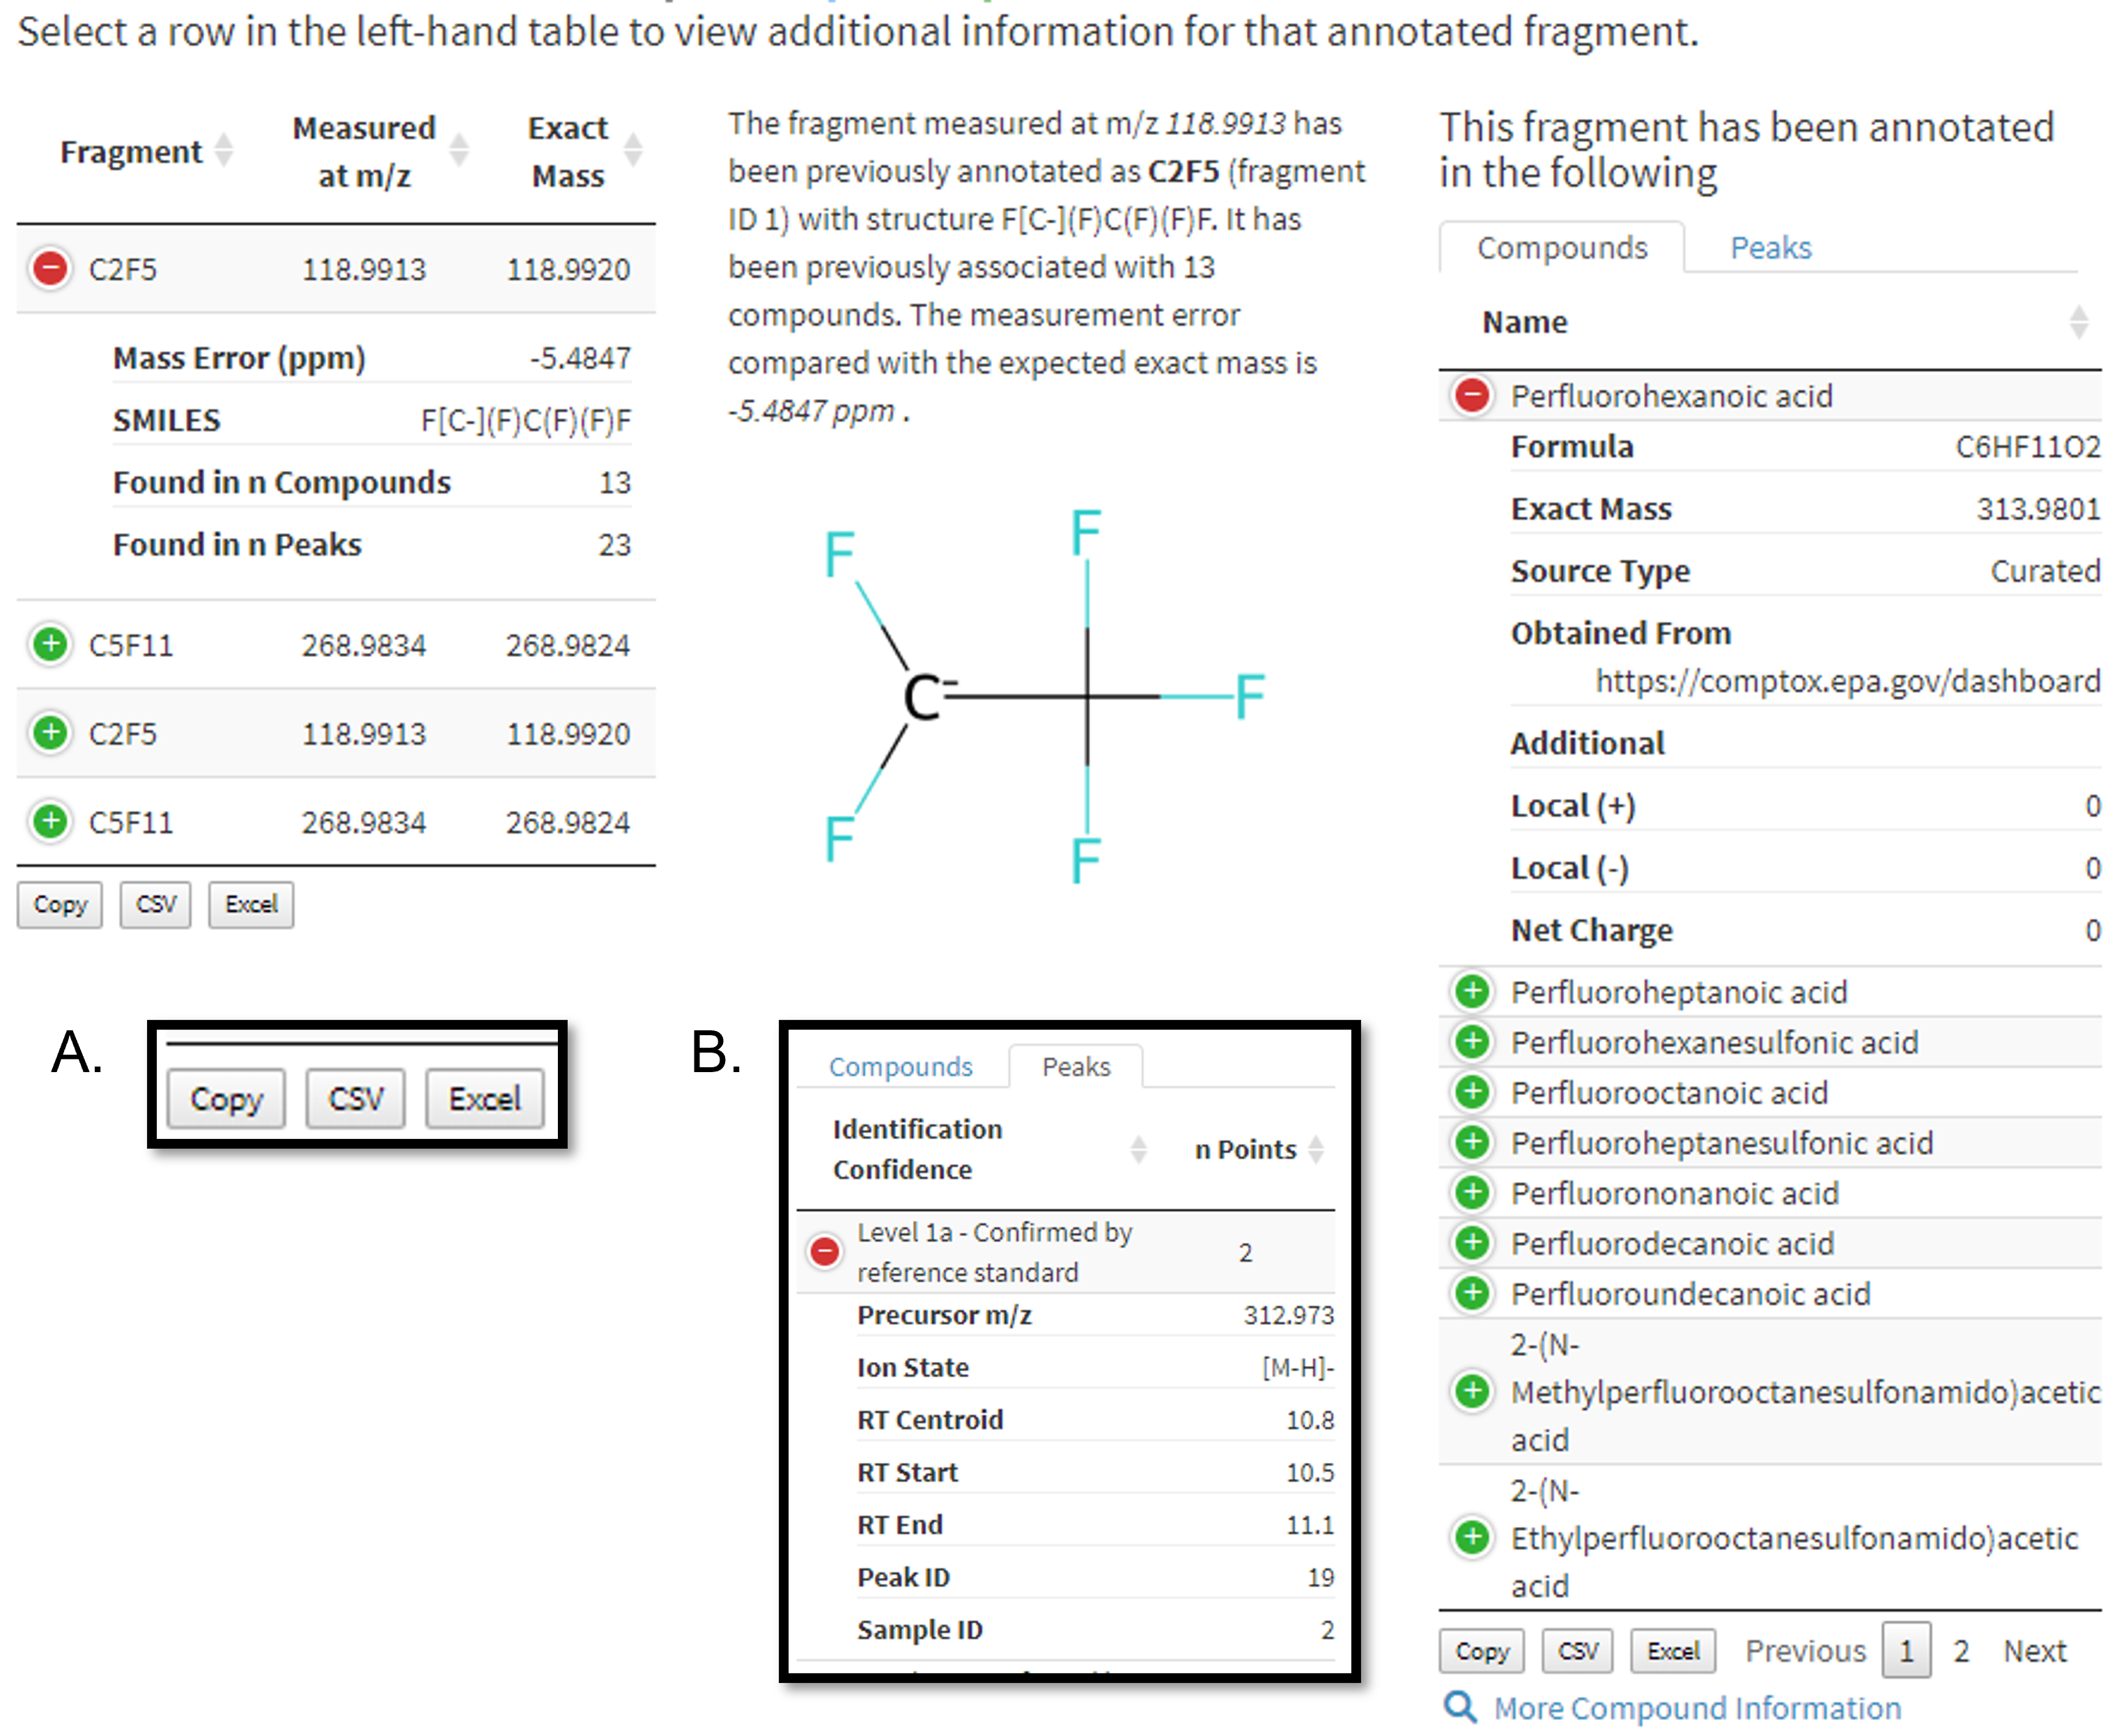 Select a row in the left-hand table to view additional information for that annotated fragment.
Fragment Measured at m/z Exact Mass
C2F5 118.9913 118.9920
Mass Error (ppm) -5.4847
SMILES F[C-](F)C(F)(F)F
Found in n Compounds 13
Found in n Peaks 23
C5F11 268.9834 268.9824
C2F5 118.9913 118.9920
C5F11 268.9834 268.9824
Copy CSV Excel
The fragment measured at m/z 118.9913 has
been previously annotated as C2F5 (fragment
ID 1) with structure F[C-](F)C(F)(F)F. It has
been previously associated with 13
compounds. The measurement error
compared with the expected exact mass is
-5.4847 ppm .
F
F
F
C-
F
F
This fragment has been annotated
in the following
Compounds Peaks
Name
Perfluorohexanoic acid
Formula C6HF11O2
Exact Mass 313.9801
Source Type Curated
Obtained From
https://comptox.epa.gov/dashboard
Additional
Local (+) 0
Local (-) 0
Net Charge 0
Perfluoroheptanoic acid
Perfluorohexanesulfonic acid
Perfluorooctanoic acid
Perfluoroheptanesulfonic acid
Perfluorononanoic acid
Perfluorodecanoic acid
Perfluoroundecanoic acid
2-(N-
Methylperfluorooctanesulfonamido)acetic
acid
2-(N-
Ethylperfluorooctanesulfonamido)acetic
acid
Copy CSV Excel Previous 1 2 Next
More Compound Information
A.
Copy CSV Excel
B.
Compounds Peaks
Identification
Confidence
n Points
Level 1a - Confirmed by
reference standard
2
Precursor m/z 312.973
Ion State [M-H]-
RT Centroid 10.8
RT Start 10.5
RT End 11.1
Peak ID 19
Sample ID 2